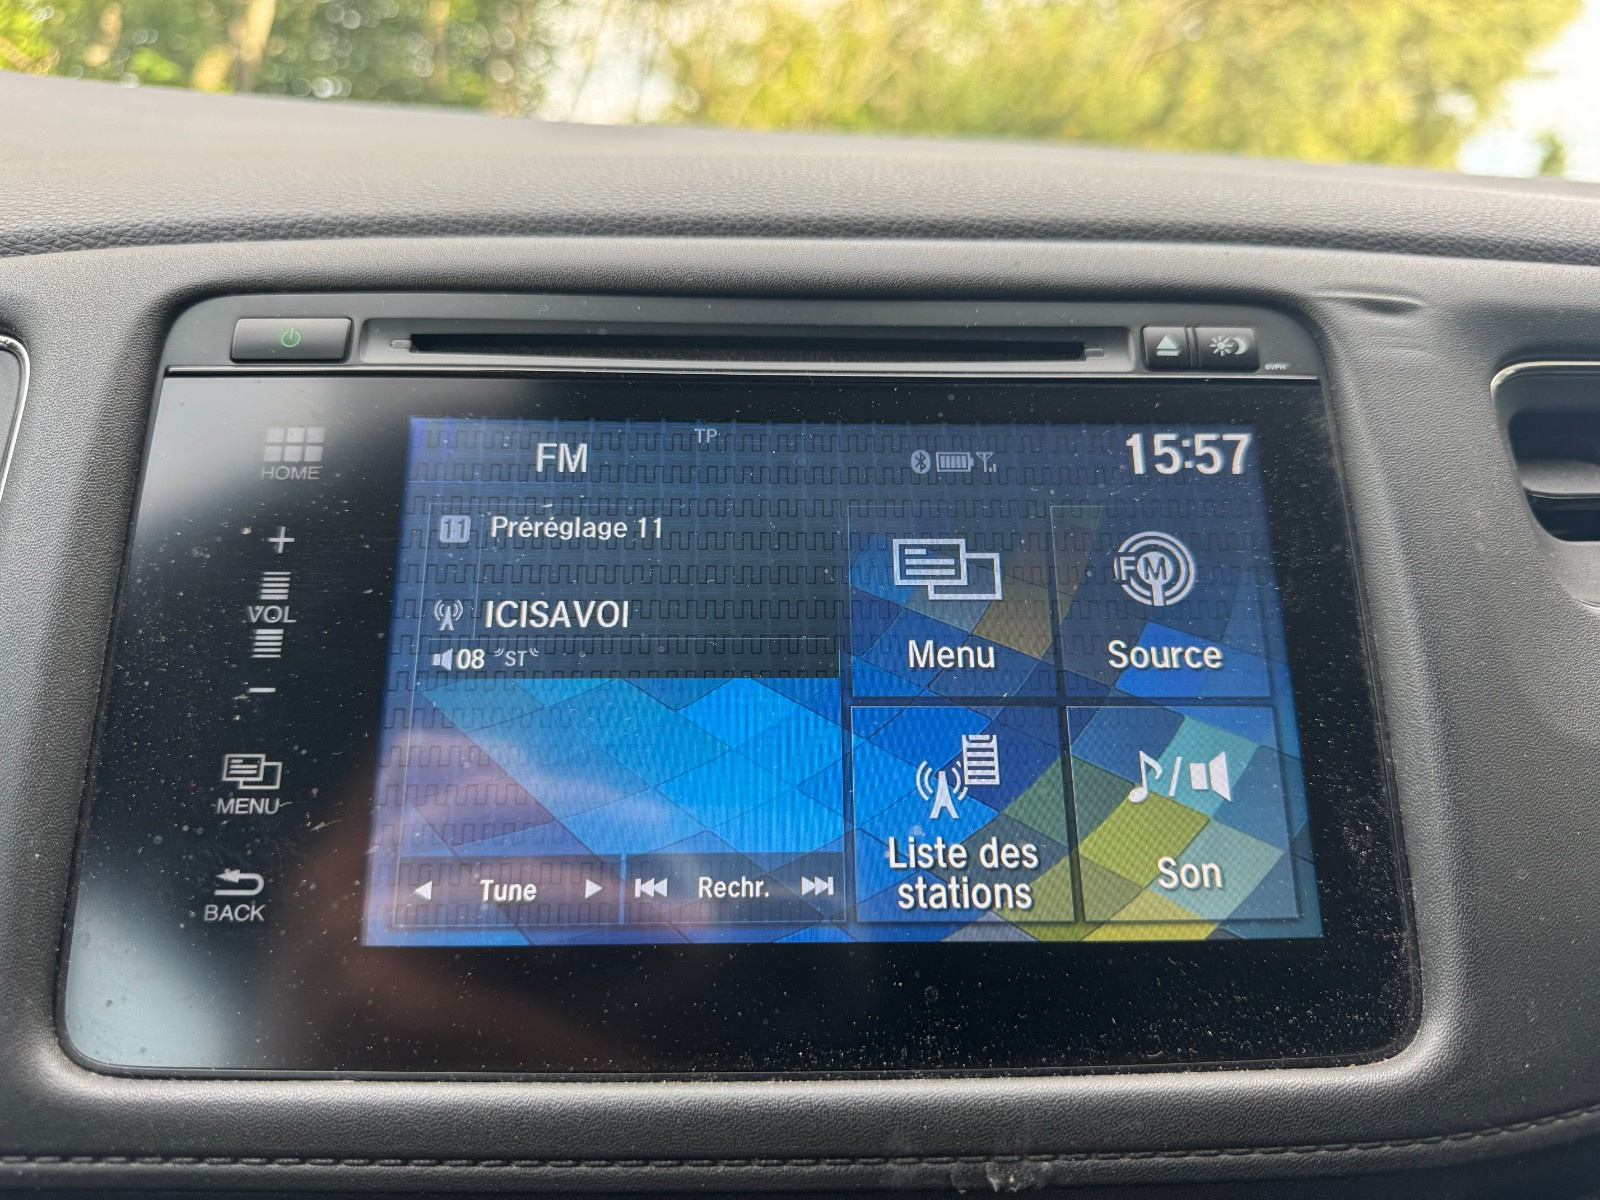 HOME
VOL
MENU
BACK
FM
TP
15:57
11 Préréglage 11
ICISAVOI
08 ST
Tune
Rechr.
Menu
FM
Source
Liste des
stations
Son